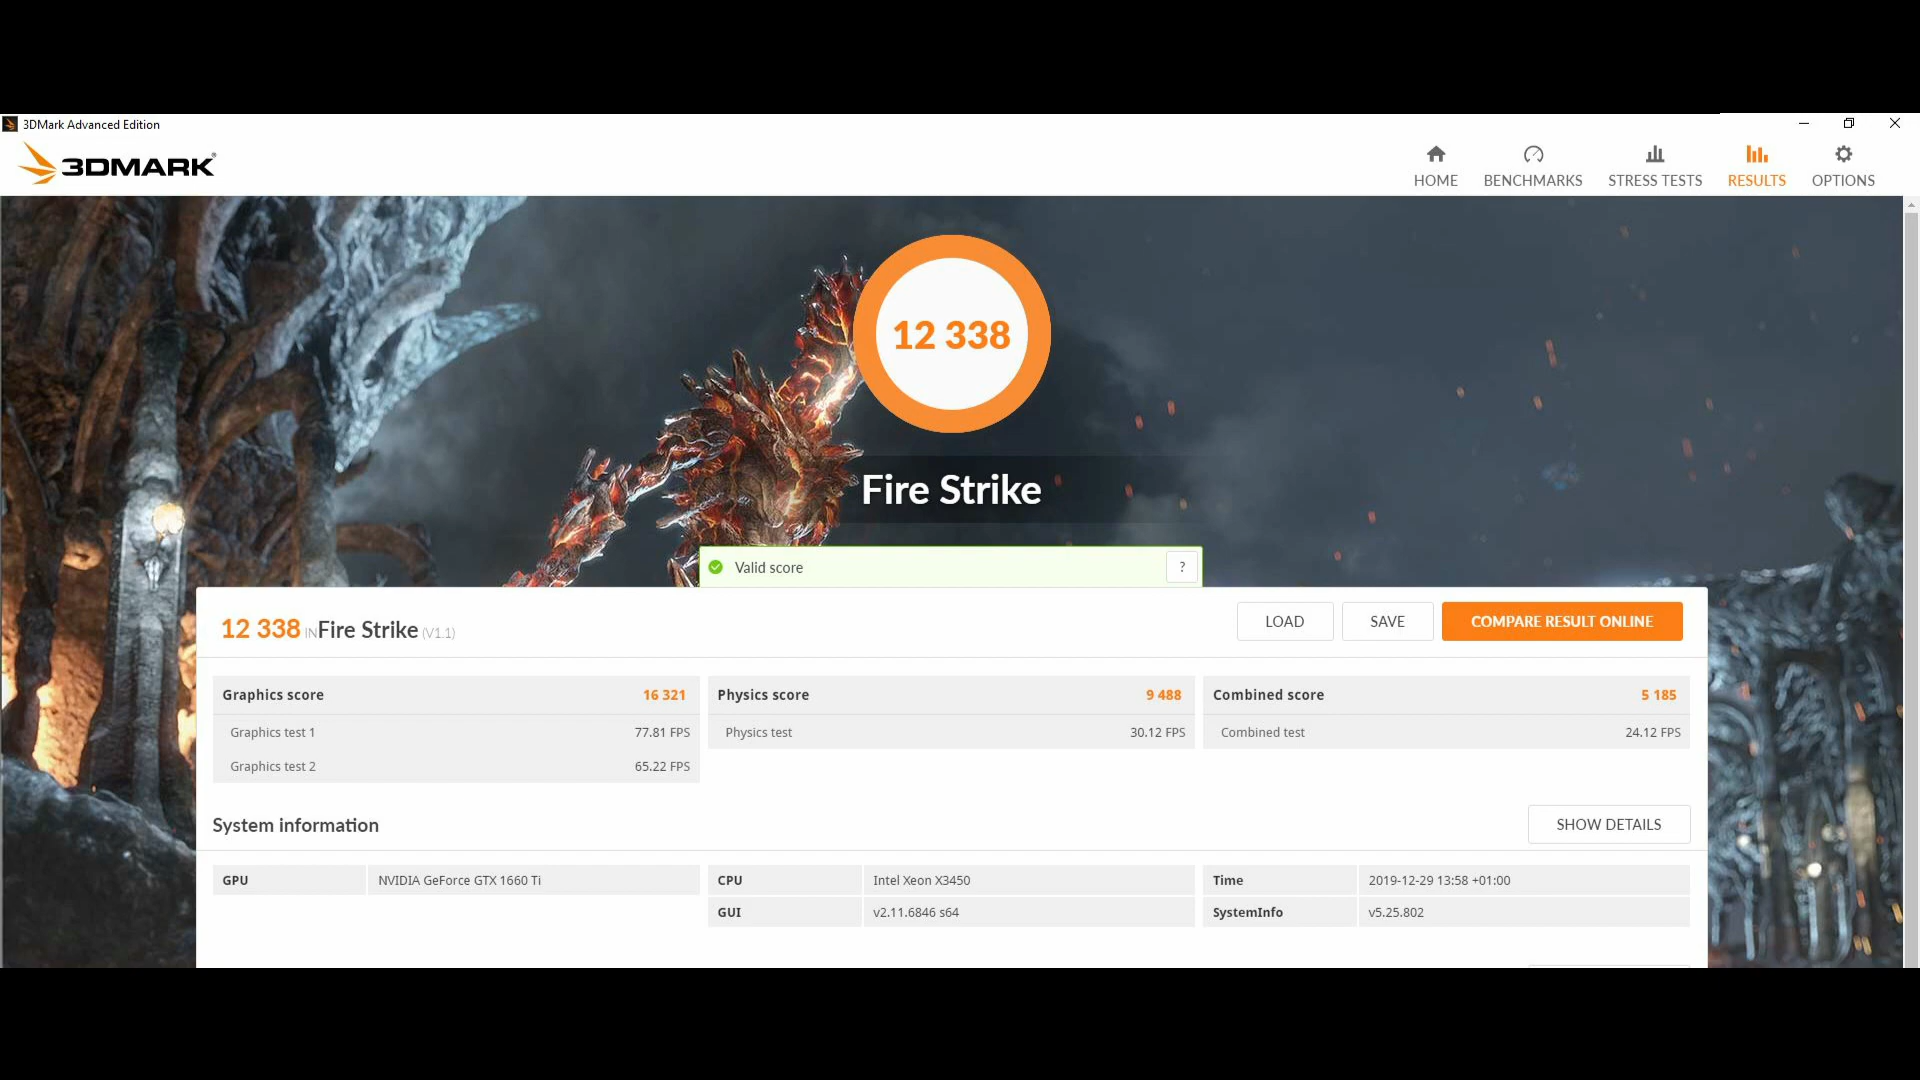 3DMark Advanced Edition
3DMARK®
HOME BENCHMARKS STRESS TESTS RESULTS OPTIONS
12 338
Fire Strike
Valid score ?
12 338 IN Fire Strike (V1.1)
LOAD SAVE COMPARE RESULT ONLINE
Graphics score 16 321
Graphics test 1 77.81 FPS
Graphics test 2 65.22 FPS
Physics score 9 488
Physics test 30.12 FPS
Combined score 5 185
Combined test 24.12 FPS
System information
SHOW DETAILS
GPU NVIDIA GeForce GTX 1660 Ti
CPU Intel Xeon X3450
GUI v2.11.6846 s64
Time 2019-12-29 13:58 +01:00
SystemInfo v5.25.802